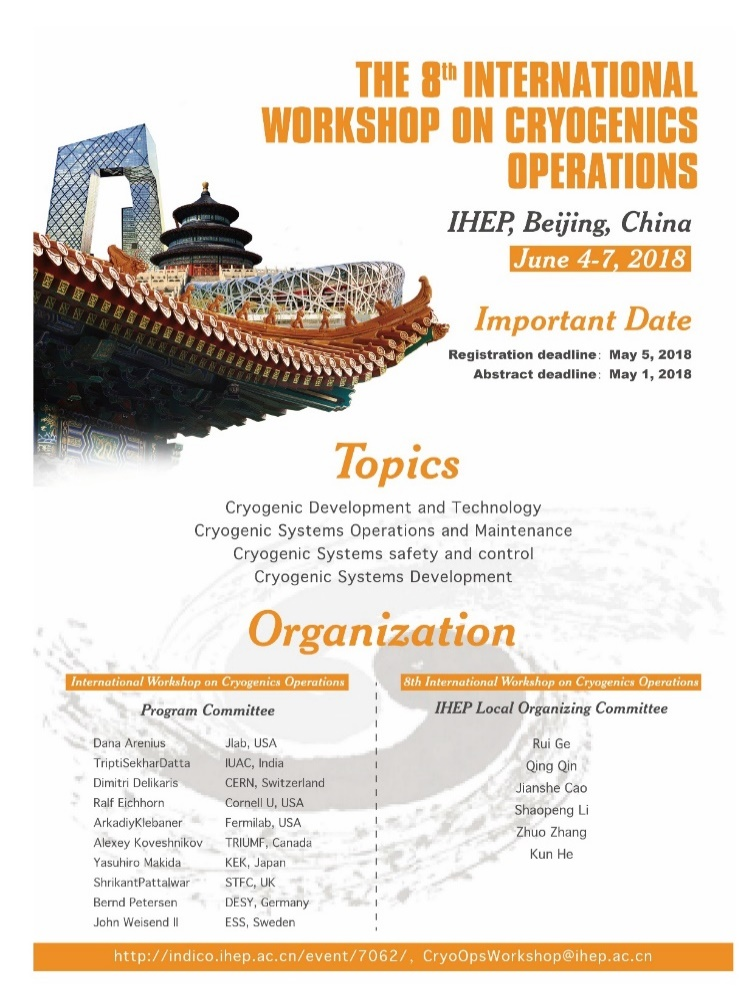 THE 8th INTERNATIONAL
WORKSHOP ON CRYOGENICS
OPERATIONS
IHEP, Beijing, China
June 4-7, 2018
Important Date
Registration deadline: May 5, 2018
Abstract deadline: May 1, 2018
Topics
Cryogenic Development and Technology
Cryogenic Systems Operations and Maintenance
Cryogenic Systems safety and control
Cryogenic Systems Development
Organization
International Workshop on Cryogenics Operations
Program Committee
Dana Arenius Jlab, USA
TriptiSekharDatta IUAC, India
Dimitri Delikaris CERN, Switzerland
Ralf Eichhorn Cornell U, USA
ArkadiyKlebaner Fermilab, USA
Alexey Koveshnikov TRIUMF, Canada
Yasuhiro Makida KEK, Japan
ShrikantPattalwar STFC, UK
Bernd Petersen DESY, Germany
John Weisend II ESS, Sweden
8th International Workshop on Cryogenics Operations
IHEP Local Organizing Committee
Rui Ge
Qing Qin
Jianshe Cao
Shaopeng Li
Zhuo Zhang
Kun He
http://indico.ihep.ac.cn/event/7062/, CryoOpsWorkshop@ihep.ac.cn